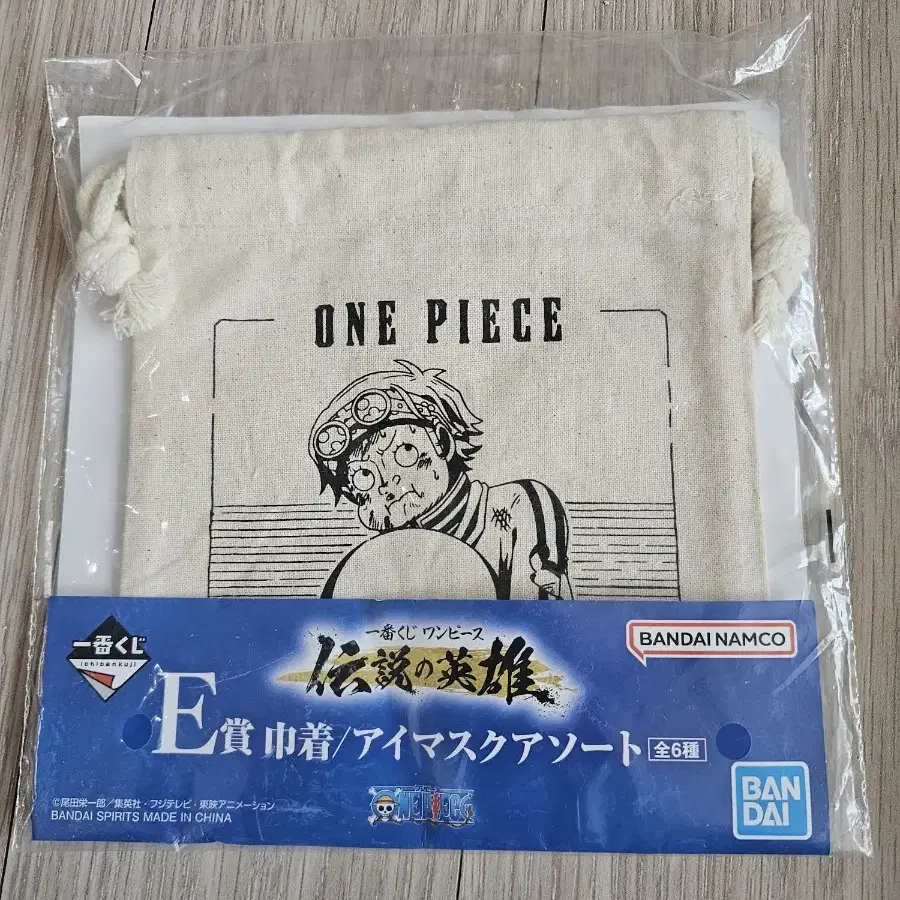 ONE PIECE
一番くじ
ichibankuji
一番くじ ワンピース
伝説の英雄
BANDAI NAMCO
E賞 巾着/アイマスクアソート 全6種
©尾田栄一郎/集英社・フジテレビ・東映アニメーション
BANDAI SPIRITS MADE IN CHINA
ONE PIECE
BAN
DAI